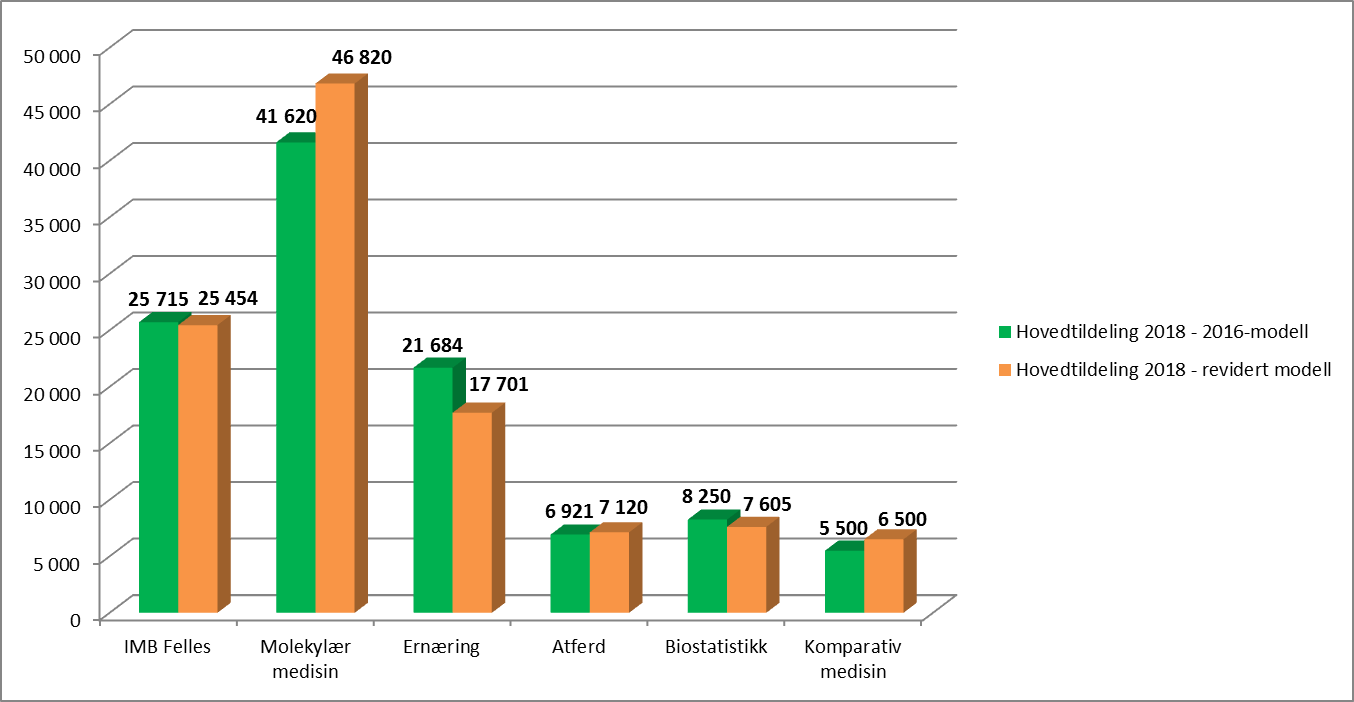 50 000
45 000
40 000
35 000
30 000
25 000
20 000
15 000
10 000
5 000
0
25 715
25 454
41 620
46 820
21 684
17 701
6 921
7 120
8 250
7 605
5 500
6 500
IMB Felles
Molekylær
medisin
Ernæring
Atferd
Biostatistikk
Komparativ
medisin
Hovedtildeling 2018 - 2016-modell
Hovedtildeling 2018 - revidert modell